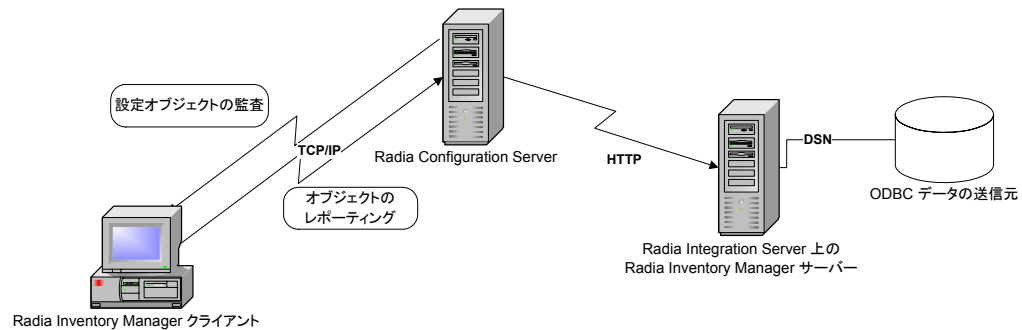 設定オブジェクトの監査
TCP/IP
オブジェクトの
レポーティング
Radia Configuration Server
HTTP
DSN
ODBC データの送信元
Radia Integration Server 上の
Radia Inventory Manager サーバー
Radia Inventory Manager クライアント